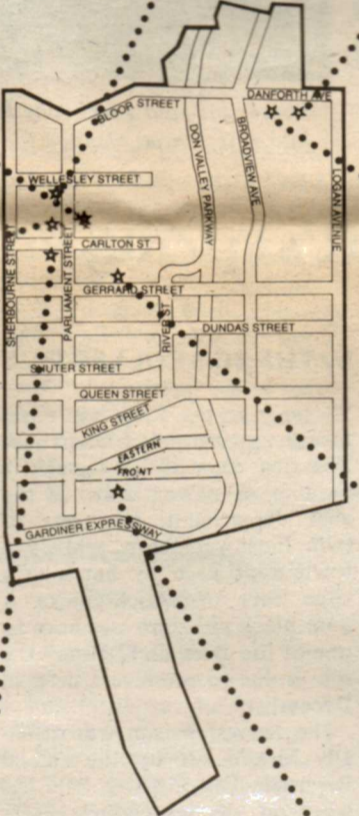 DANFORTH AVE
BLOOR STREET
DON VALLEY PARKWAY
BROADVIEW AVE
LOGAN AVENUE
WELLESLEY STREET
SHERBOURNE STREET
PARLIAMENT STREET
CARLTON ST
GERRARD STREET
RIVER ST
DUNDAS STREET
SHUTER STREET
QUEEN STREET
KING STREET
EASTERN
FRONT
GARDINER EXPRESSWAY